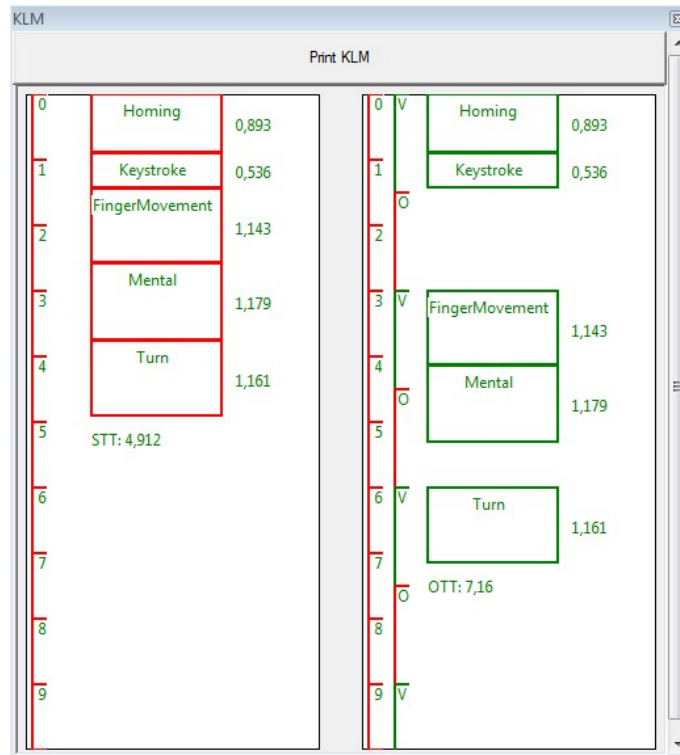 KLM
Print KLM
0
Homing
0,893
1
Keystroke
0,536
FingerMovement
2
1,143
Mental
3
1,179
Turn
4
1,161
5
STT: 4,912
6
7
8
9
0 V
Homing
0,893
1
Keystroke
0,536
O
2
3 V
FingerMovement
1,143
4
Mental
O
1,179
5
6 V
Turn
1,161
7
O
OTT: 7,16
8
9 V